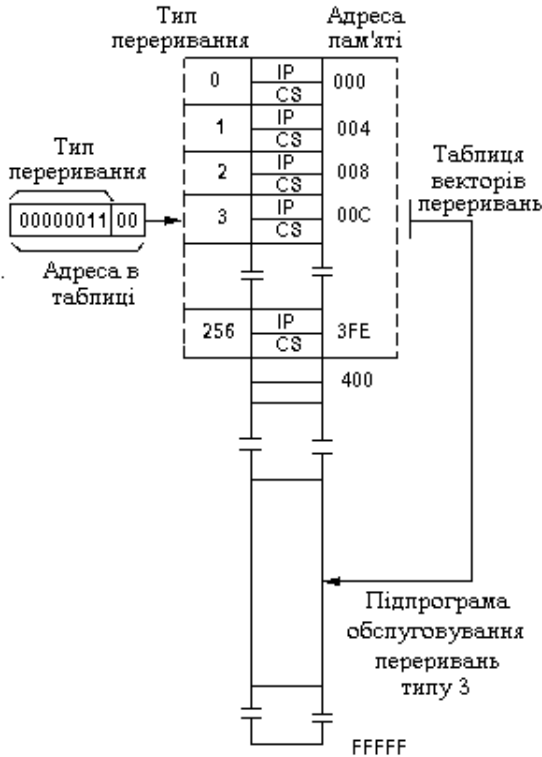 Тип
переривання
Адреса
пам'яті
0
IP
CS
000
1
IP
CS
004
2
IP
CS
008
3
IP
CS
00C
Тип
переривання
00000011 00
Адреса в
таблиці
Таблиця
векторів
переривань
256
IP
CS
3FE
400
Підпрограма
обслуговування
переривань
типу 3
FFFFF